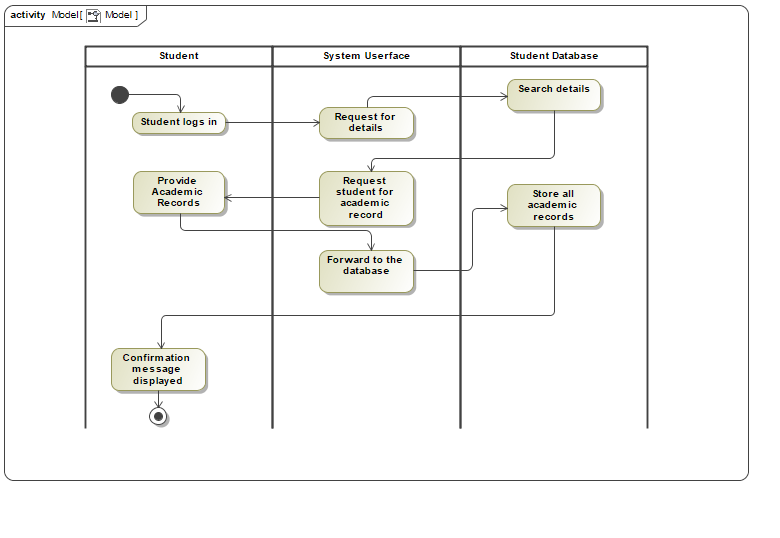 activity Model[ Model ]
Student
System Userface
Student Database
Search details
Request for
details
Student logs in
Provide
Academic
Records
Request
student for
academic
record
Store all
academic
records
Forward to the
database
Confirmation
message
displayed